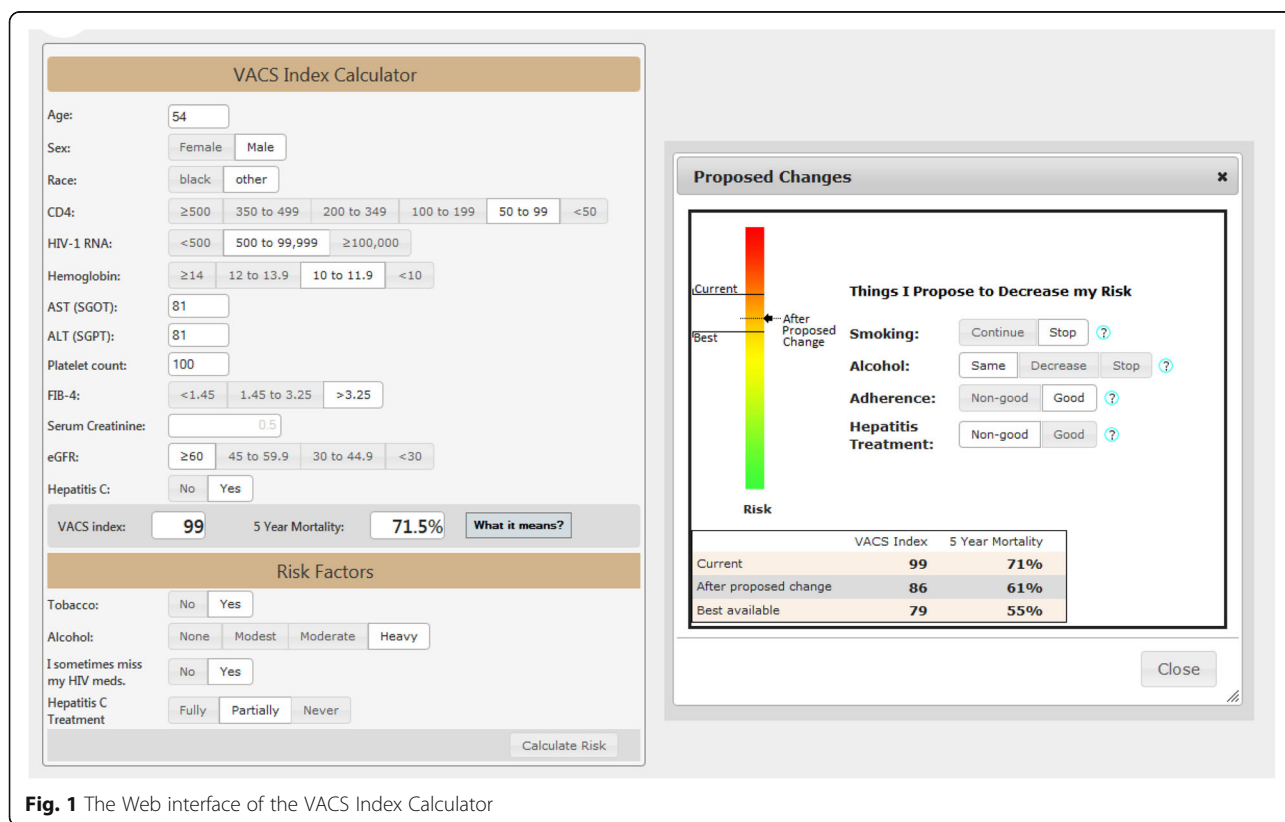 VACS Index Calculator
Age: 54
Sex: Female Male
Race: black other
CD4: ≥500 350 to 499 200 to 349 100 to 199 50 to 99 <50
HIV-1 RNA: <500 500 to 99,999 ≥100,000
Hemoglobin: ≥14 12 to 13.9 10 to 11.9 <10
AST (SGOT): 81
ALT (SGPT): 81
Platelet count: 100
FIB-4: <1.45 1.45 to 3.25 >3.25
Serum Creatinine: 0.5
eGFR: ≥60 45 to 59.9 30 to 44.9 <30
Hepatitis C: No Yes
VACS index: 99 5 Year Mortality: 71.5% What it means?
Risk Factors
Tobacco: No Yes
Alcohol: None Modest Moderate Heavy
I sometimes miss
my HIV meds. No Yes
Hepatitis C
Treatment Fully Partially Never
Calculate Risk
Proposed Changes ×
Current
Best
After
Proposed
Change
Risk
Things I Propose to Decrease my Risk
Smoking: Continue Stop ?
Alcohol: Same Decrease Stop ?
Adherence: Non-good Good ?
Hepatitis
Treatment: Non-good Good ?
VACS Index 5 Year Mortality
Current 99 71%
After proposed change 86 61%
Best available 79 55%
Close
Fig. 1 The Web interface of the VACS Index Calculator